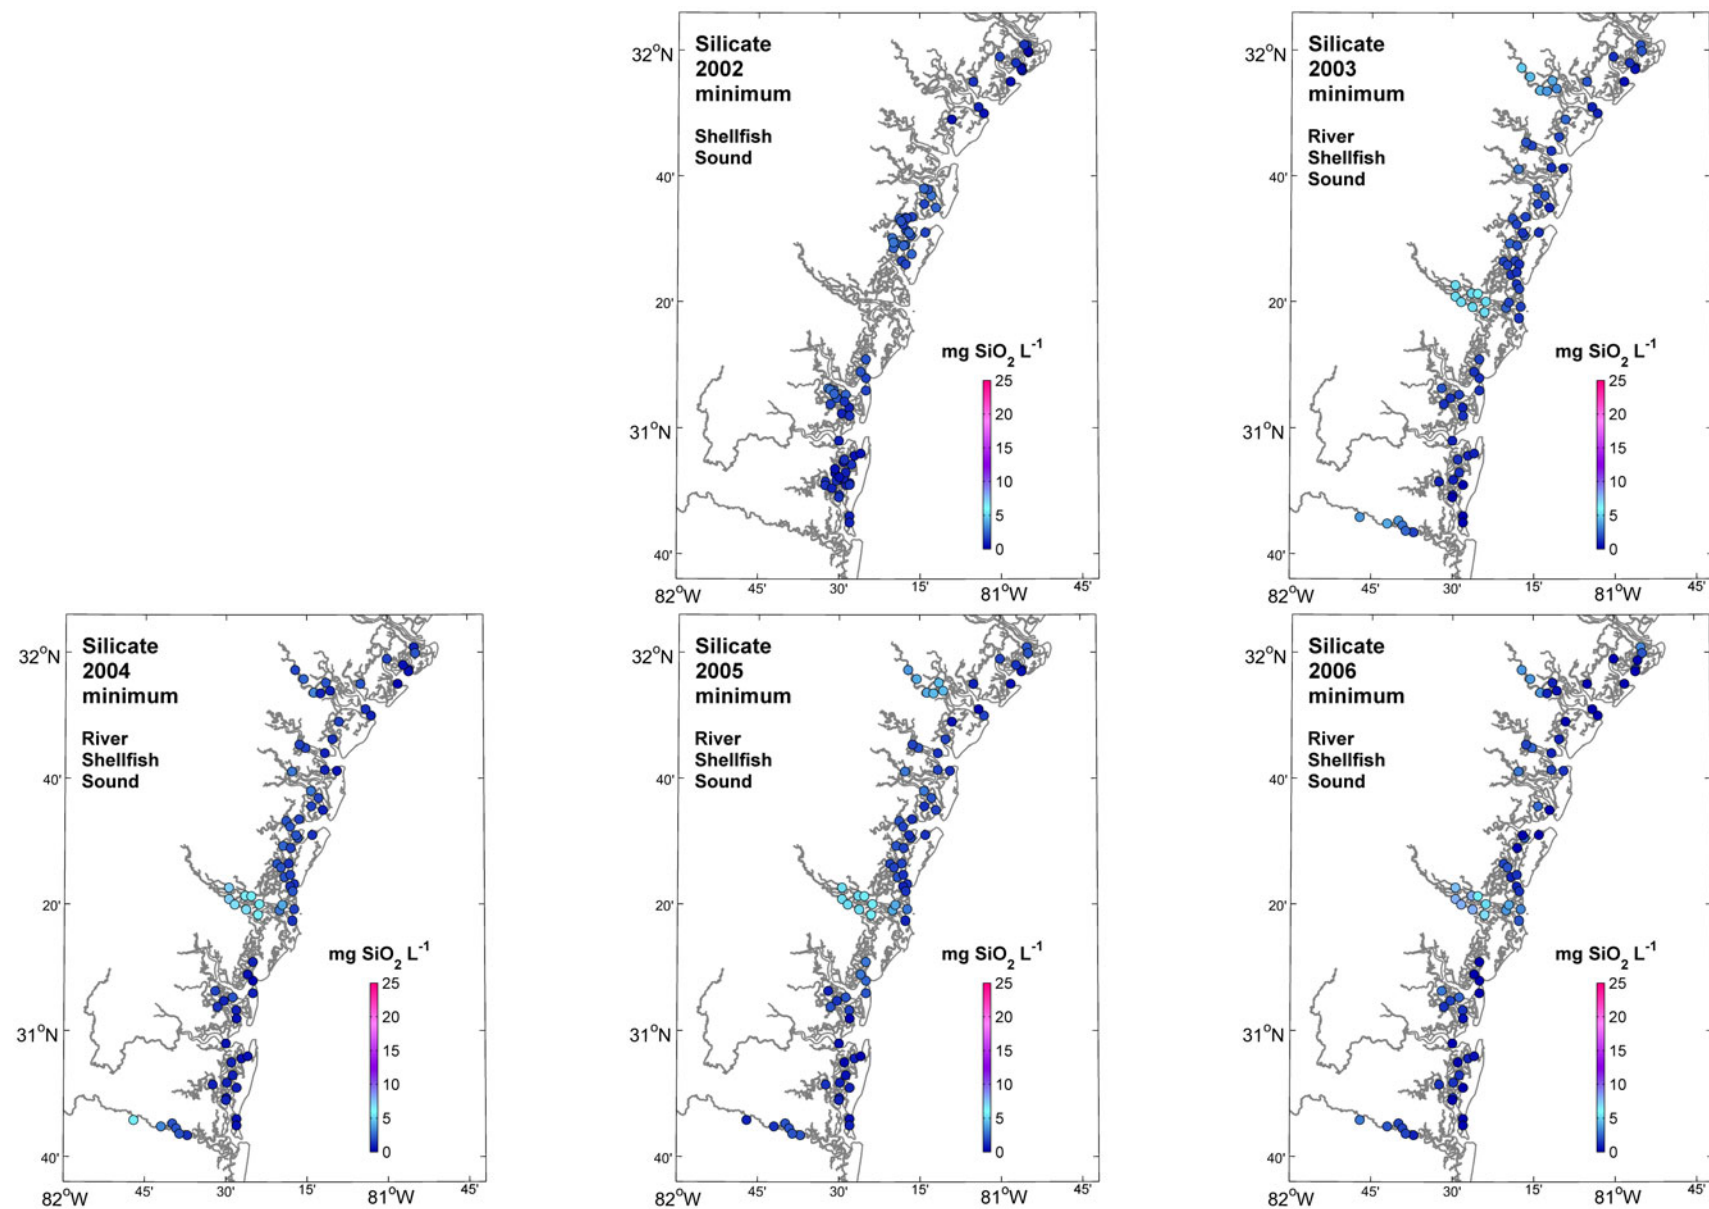 Silicate
2002
minimum
Shellfish
Sound
32°N
40'
20'
31°N
40'
82°W
45'
30'
15'
81°W
45'
mg SiO₂ L⁻¹
25
20
15
10
5
0
Silicate
2003
minimum
River
Shellfish
Sound
32°N
40'
20'
31°N
40'
82°W
45'
30'
15'
81°W
45'
mg SiO₂ L⁻¹
25
20
15
10
5
0
Silicate
2004
minimum
River
Shellfish
Sound
32°N
40'
20'
31°N
40'
82°W
45'
30'
15'
81°W
45'
mg SiO₂ L⁻¹
25
20
15
10
5
0
Silicate
2005
minimum
River
Shellfish
Sound
32°N
40'
20'
31°N
40'
82°W
45'
30'
15'
81°W
45'
mg SiO₂ L⁻¹
25
20
15
10
5
0
Silicate
2006
minimum
River
Shellfish
Sound
32°N
40'
20'
31°N
40'
82°W
45'
30'
15'
81°W
45'
mg SiO₂ L⁻¹
25
20
15
10
5
0